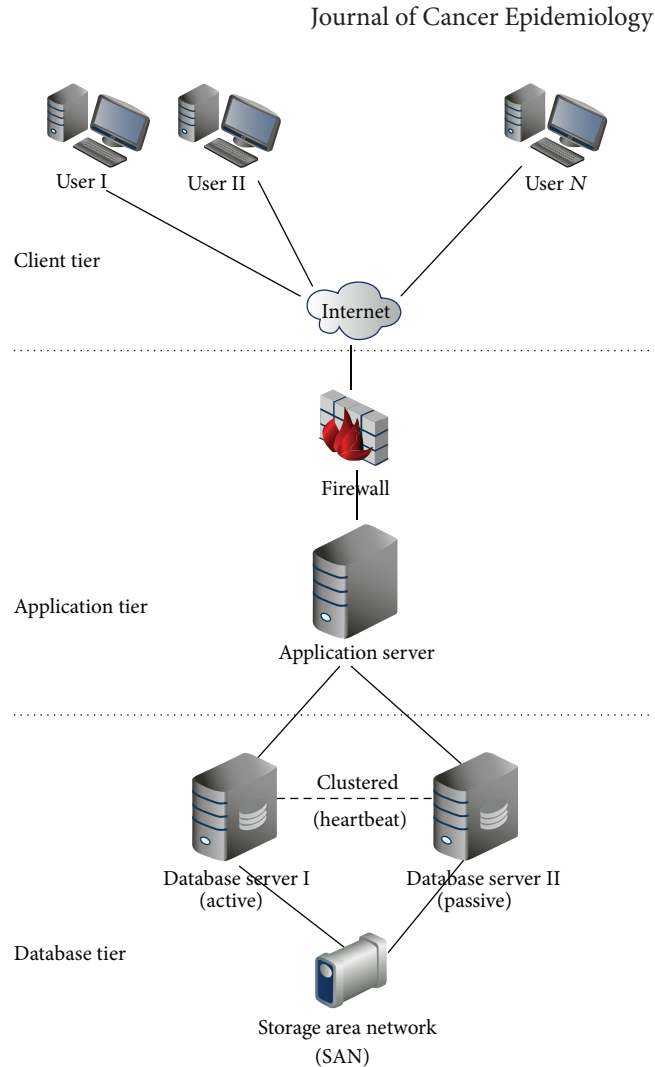 Journal of Cancer Epidemiology
User I
User II
User N
Client tier
Internet
Firewall
Application tier
Application server
Clustered
(heartbeat)
Database server I
(active)
Database server II
(passive)
Database tier
Storage area network
(SAN)